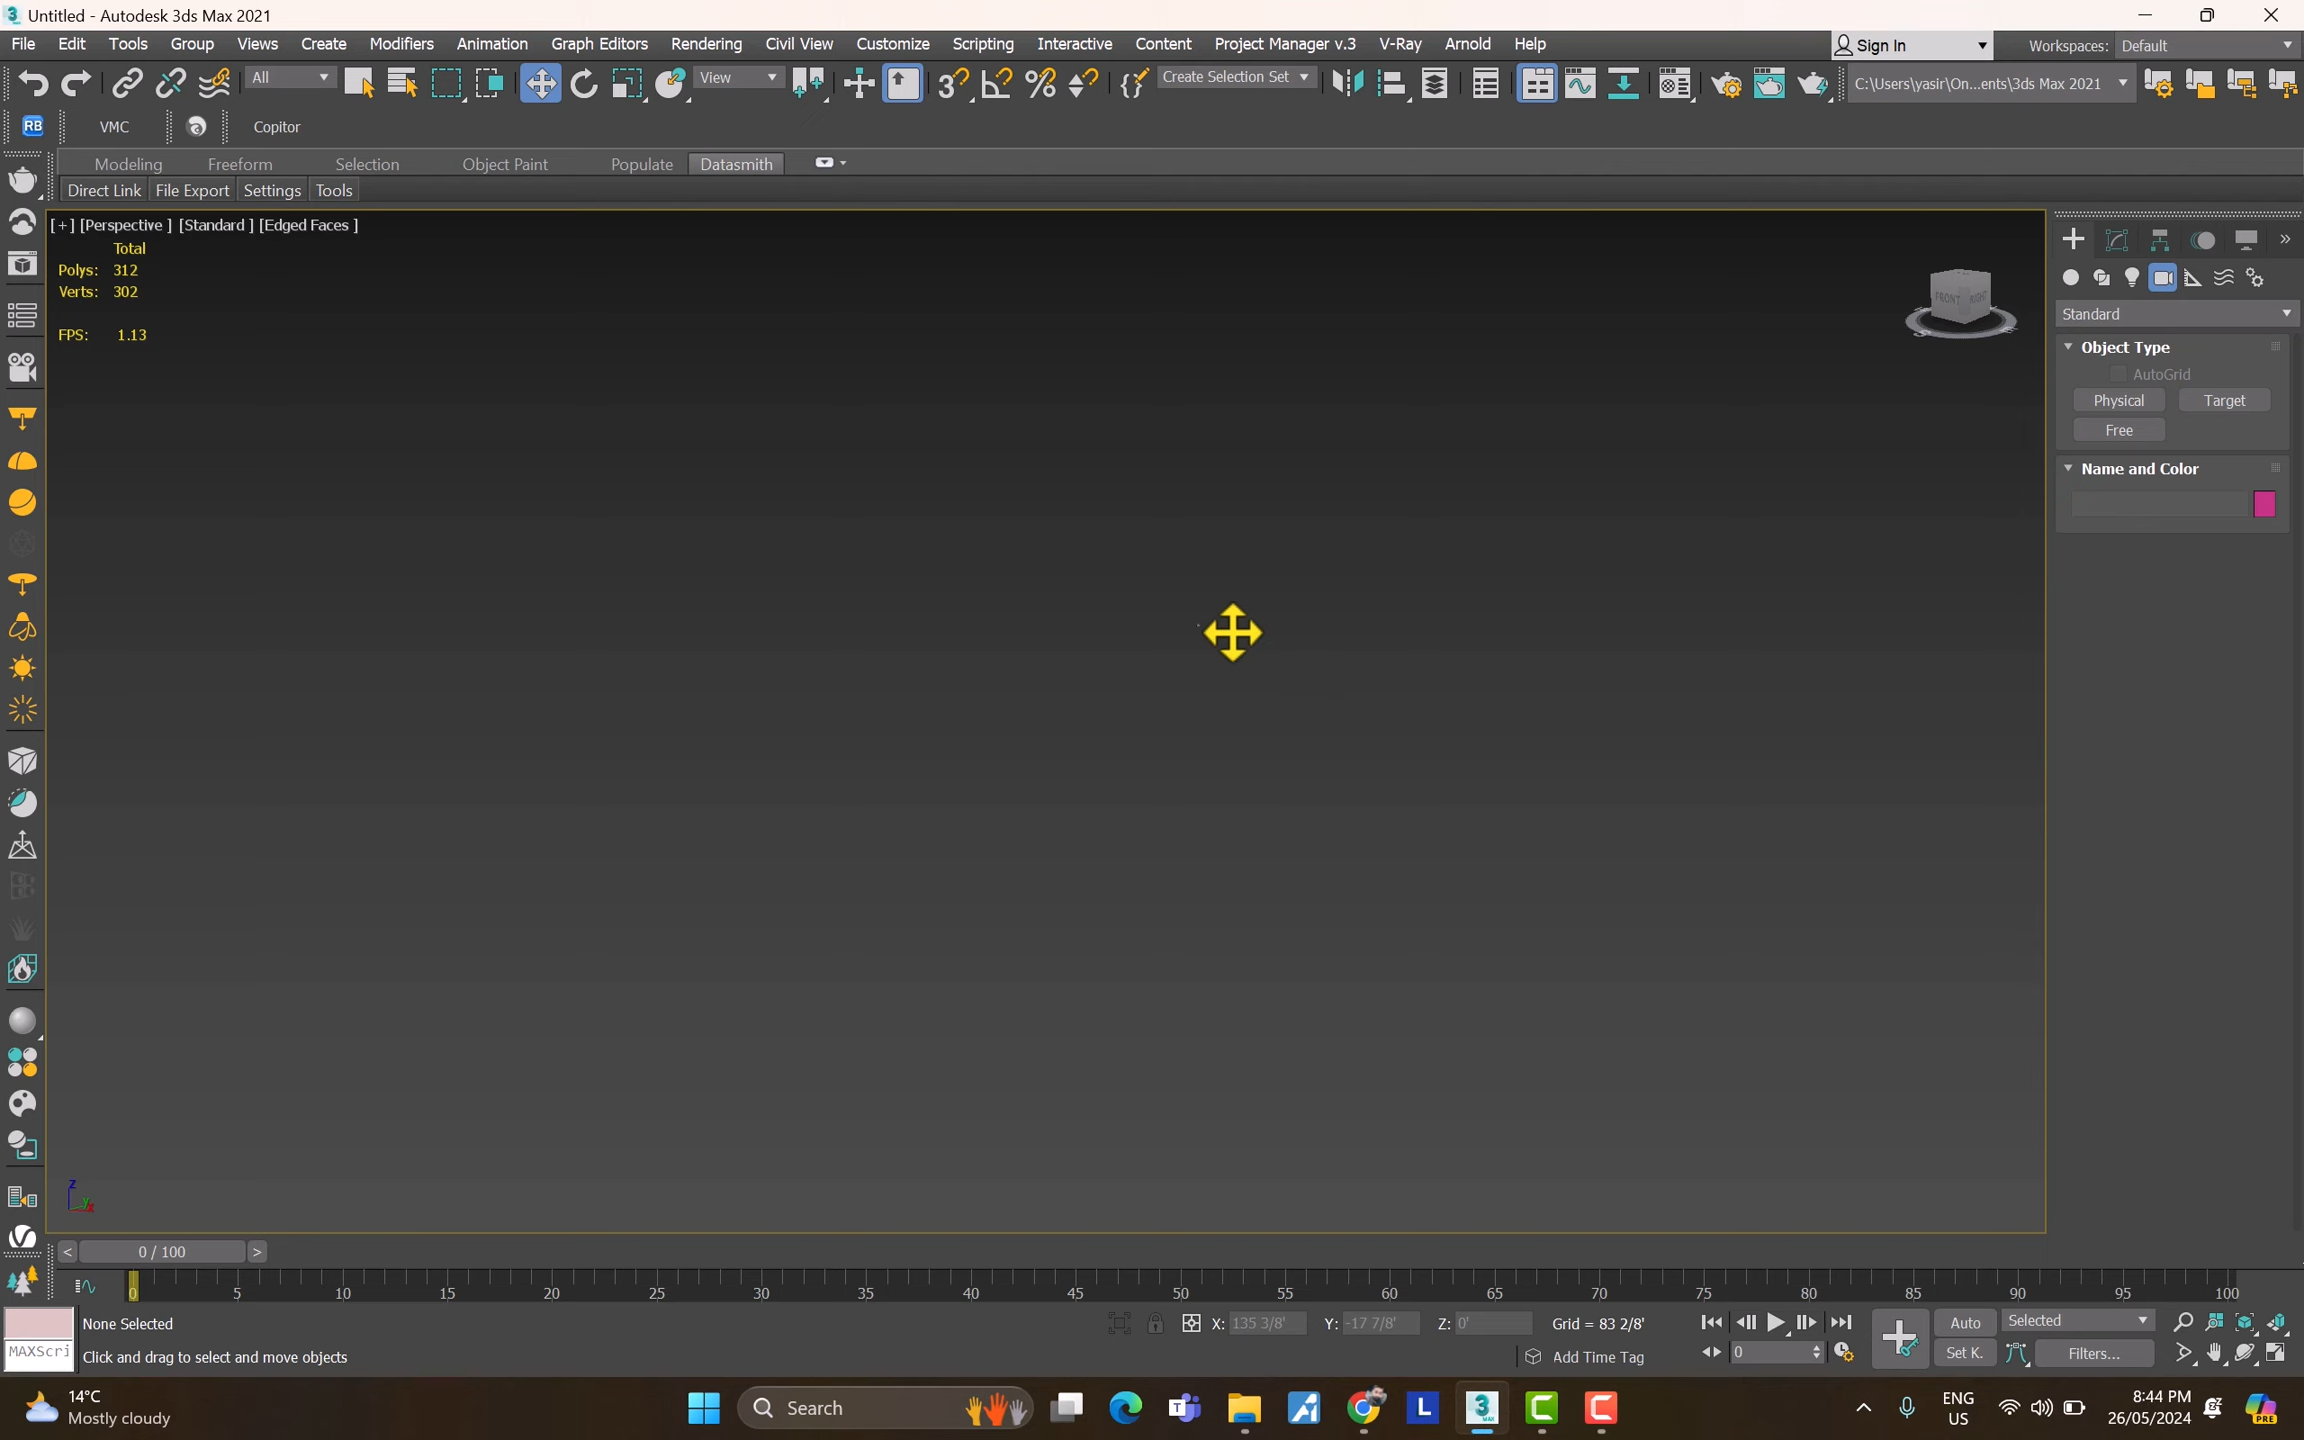 Untitled - Autodesk 3ds Max 2021
File Edit Tools Group Views Create Modifiers Animation Graph Editors Rendering Civil View Customize Scripting Interactive Content Project Manager v.3 V-Ray Arnold Help
Sign In
Workspaces: Default
All
View
Create Selection Set
C:\Users\yasir\On...ents\3ds Max 2021
RB VMC Copitor
Modeling Freeform Selection Object Paint Populate Datasmith
Direct Link File Export Settings Tools
[+] [Perspective ] [Standard ] [Edged Faces ]
Total
Polys: 312
Verts: 302
FPS: 1.13
FRONT
RIGHT
Standard
Object Type
AutoGrid
Physical Target
Free
Name and Color
z
y
x
< 0 / 100 >
0 5 10 15 20 25 30 35 40 45 50 55 60 65 70 75 80 85 90 95 100
None Selected
X: 135 3/8' Y: -17 7/8' Z: 0' Grid = 83 2/8'
Auto Selected
MAXScri
Click and drag to select and move objects
Add Time Tag
0
Set K. Filters...
14°C
Mostly cloudy
Search
ENG
US
8:44 PM
26/05/2024
PRE